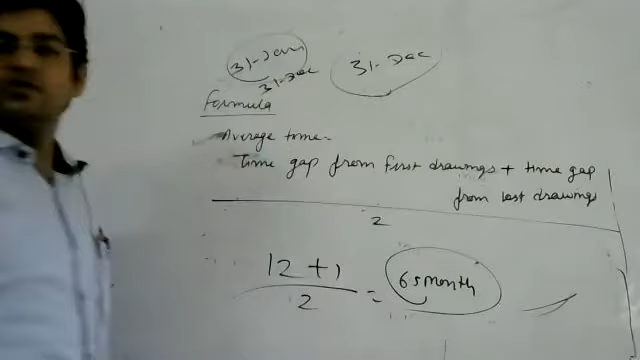 31-Jan
31-Dec
31-Dec
Formula
Average time=
Time gap from first drawings + time gap
from last drawings
2
12 + 1
2
= 6.5 month